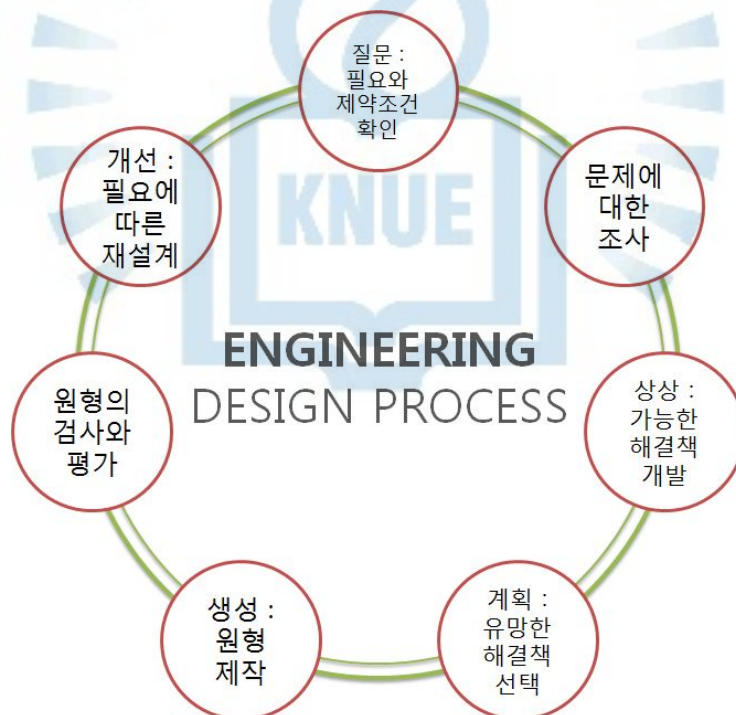 질문 :
필요와
제약조건
확인
문제에
대한
조사
상상 :
가능한
해결책
개발
계획 :
유망한
해결책
선택
생성 :
원형
제작
원형의
검사와
평가
개선 :
필요에
따른
재설계
KNUE
ENGINEERING
DESIGN PROCESS